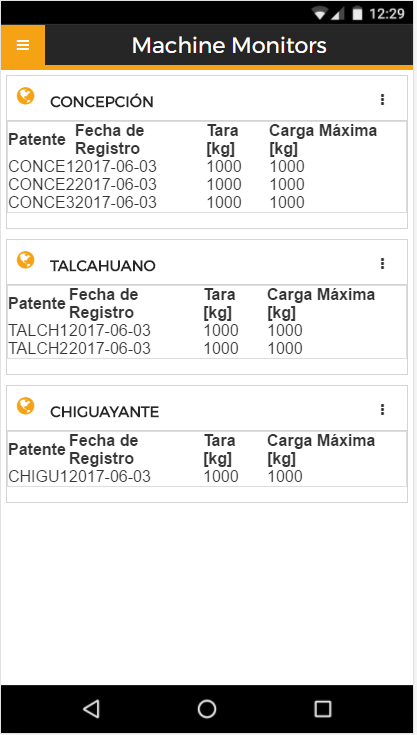 12:29
Machine Monitors
CONCEPCIÓN
Patente Fecha de Registro Tara [kg] Carga Máxima [kg]
CONCE1 2017-06-03 1000 1000
CONCE2 2017-06-03 1000 1000
CONCE3 2017-06-03 1000 1000
TALCAHUANO
Patente Fecha de Registro Tara [kg] Carga Máxima [kg]
TALCH1 2017-06-03 1000 1000
TALCH2 2017-06-03 1000 1000
CHIGUAYANTE
Patente Fecha de Registro Tara [kg] Carga Máxima [kg]
CHIGU1 2017-06-03 1000 1000